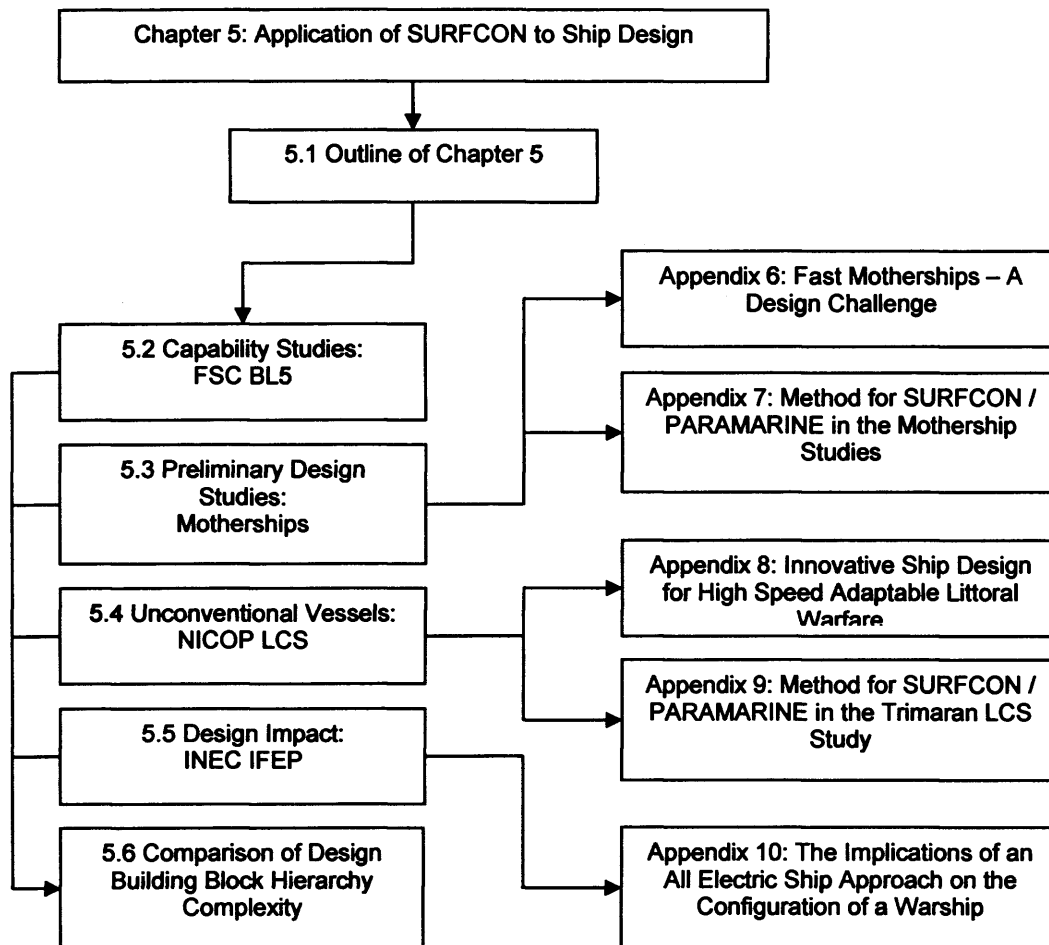 Chapter 5: Application of SURFCON to Ship Design
5.1 Outline of Chapter 5
5.2 Capability Studies:
FSC BL5
5.3 Preliminary Design
Studies:
Motherships
5.4 Unconventional Vessels:
NICOP LCS
5.5 Design Impact:
INEC IFEP
5.6 Comparison of Design
Building Block Hierarchy
Complexity
Appendix 6: Fast Motherships – A
Design Challenge
Appendix 7: Method for SURFCON /
PARAMARINE in the Mothership
Studies
Appendix 8: Innovative Ship Design
for High Speed Adaptable Littoral
Warfare
Appendix 9: Method for SURFCON /
PARAMARINE in the Trimaran LCS
Study
Appendix 10: The Implications of an
All Electric Ship Approach on the
Configuration of a Warship